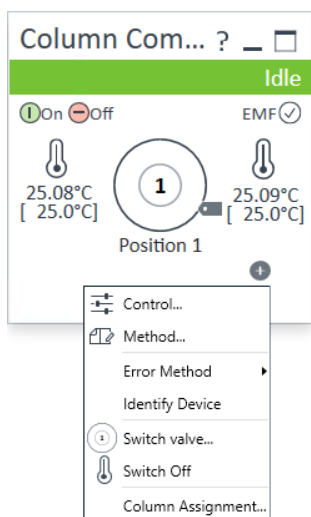 Column Com... ?
Idle
On Off EMF
25.08°C
[ 25.0°C]
1
25.09°C
[ 25.0°C]
Position 1
Control...
Method...
Error Method
Identify Device
1 Switch valve...
Switch Off
Column Assignment...